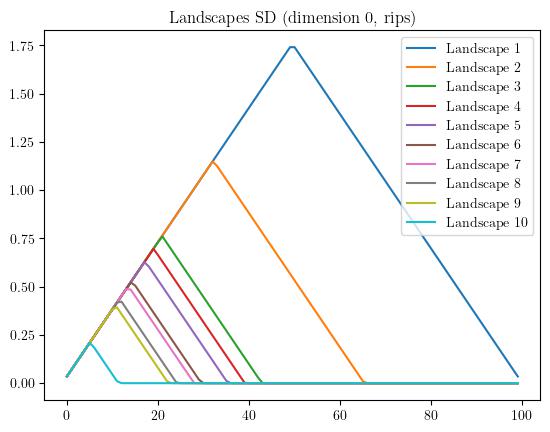 Landscapes SD (dimension 0, rips)
1.75
1.50
1.25
1.00
0.75
0.50
0.25
0.00
0
20
40
60
80
100
Landscape 1
Landscape 2
Landscape 3
Landscape 4
Landscape 5
Landscape 6
Landscape 7
Landscape 8
Landscape 9
Landscape 10